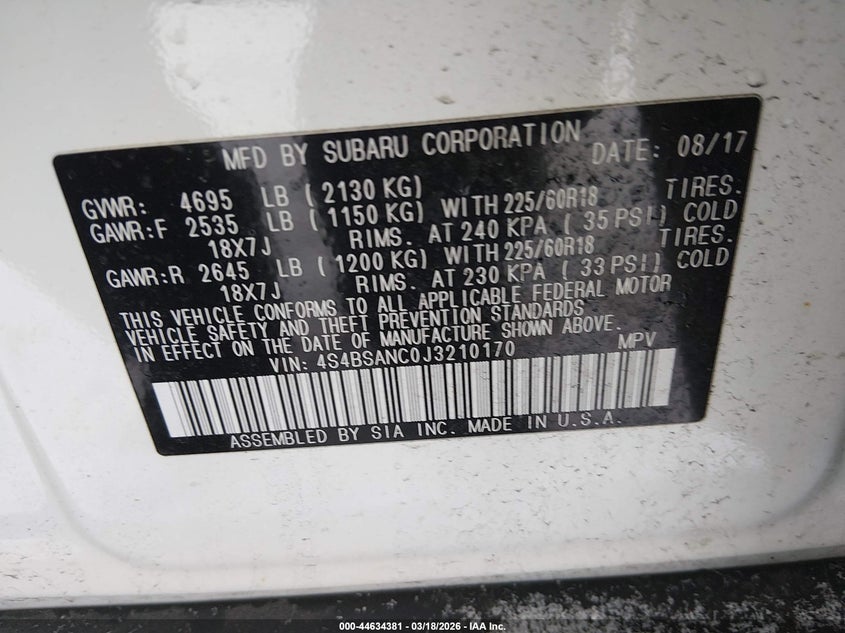 MFD BY SUBARU CORPORATION DATE: 08/17
GVWR: 4695 LB ( 2130 KG)
GAWR:F 2535 LB ( 1150 KG) WITH 225/60R18 TIRES.
18X7J RIMS. AT 240 KPA ( 35 PSI) COLD
GAWR:R 2645 LB ( 1200 KG) WITH 225/60R18 TIRES.
18X7J RIMS. AT 230 KPA ( 33 PSI) COLD
THIS VEHICLE CONFORMS TO ALL APPLICABLE FEDERAL MOTOR
VEHICLE SAFETY AND THEFT PREVENTION STANDARDS
IN EFFECT ON THE DATE OF MANUFACTURE SHOWN ABOVE.
VIN: 4S4BSANC0J3210170 MPV
ASSEMBLED BY SIA INC. MADE IN U.S.A.
000-44634381 - 03/18/2026 - IAA Inc.